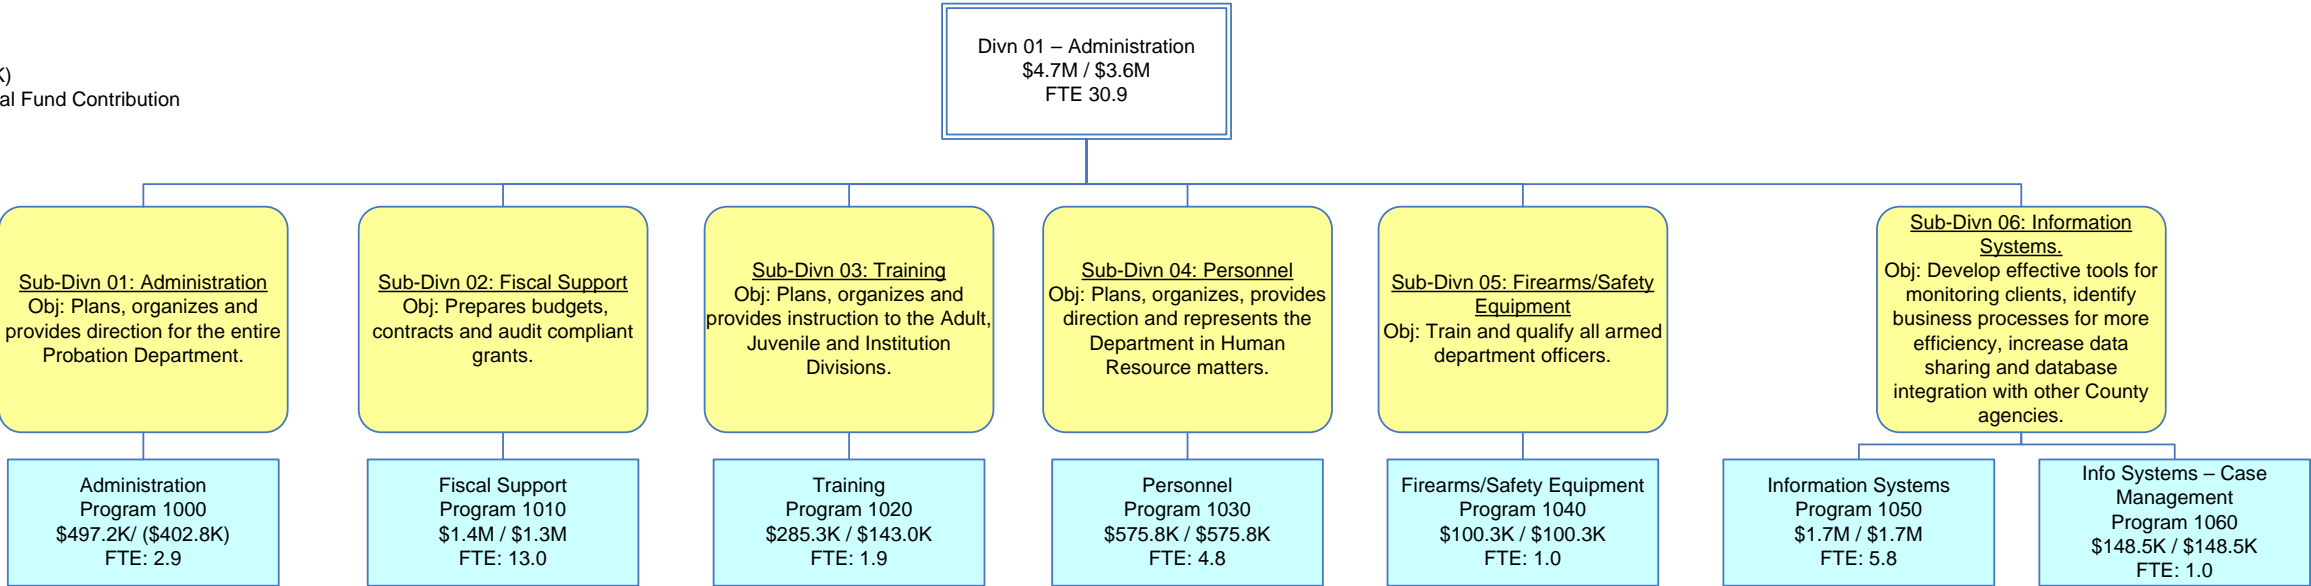 K)
al Fund Contribution
Divn 01 – Administration
$4.7M / $3.6M
FTE 30.9
Sub-Divn 01: Administration
Obj: Plans, organizes and
provides direction for the entire
Probation Department.
Sub-Divn 02: Fiscal Support
Obj: Prepares budgets,
contracts and audit compliant
grants.
Sub-Divn 03: Training
Obj: Plans, organizes and
provides instruction to the Adult,
Juvenile and Institution
Divisions.
Sub-Divn 04: Personnel
Obj: Plans, organizes, provides
direction and represents the
Department in Human
Resource matters.
Sub-Divn 05: Firearms/Safety
Equipment
Obj: Train and qualify all armed
department officers.
Sub-Divn 06: Information
Systems.
Obj: Develop effective tools for
monitoring clients, identify
business processes for more
efficiency, increase data
sharing and database
integration with other County
agencies.
Administration
Program 1000
$497.2K/ ($402.8K)
FTE: 2.9
Fiscal Support
Program 1010
$1.4M / $1.3M
FTE: 13.0
Training
Program 1020
$285.3K / $143.0K
FTE: 1.9
Personnel
Program 1030
$575.8K / $575.8K
FTE: 4.8
Firearms/Safety Equipment
Program 1040
$100.3K / $100.3K
FTE: 1.0
Information Systems
Program 1050
$1.7M / $1.7M
FTE: 5.8
Info Systems – Case
Management
Program 1060
$148.5K / $148.5K
FTE: 1.0